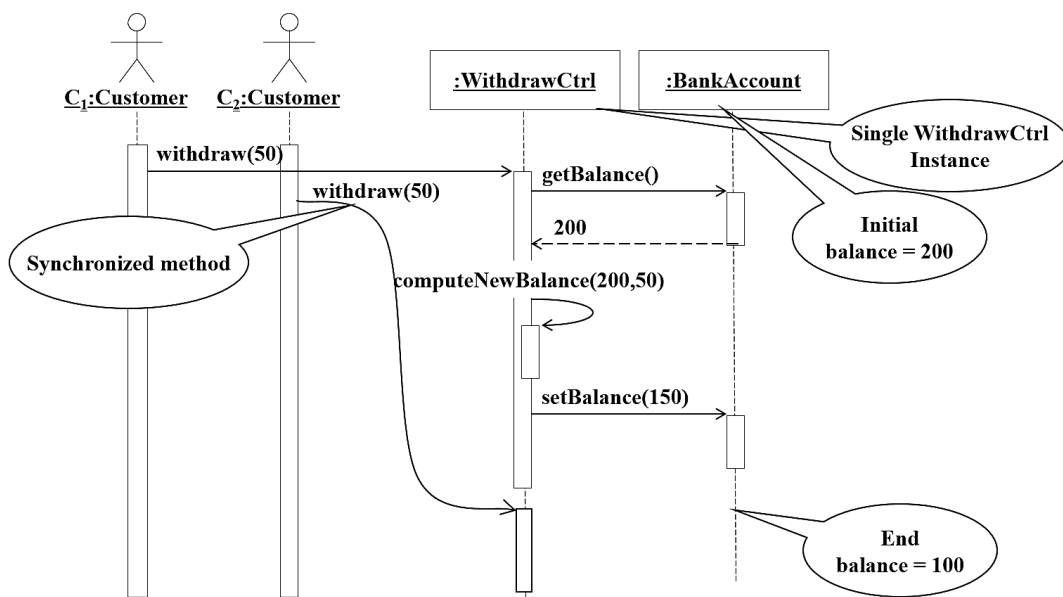 C1:Customer
C2:Customer
:WithdrawCtrl
:BankAccount
Single WithdrawCtrl
Instance
withdraw(50)
getBalance()
withdraw(50)
Initial
balance = 200
200
Synchronized method
computeNewBalance(200,50)
setBalance(150)
End
balance = 100